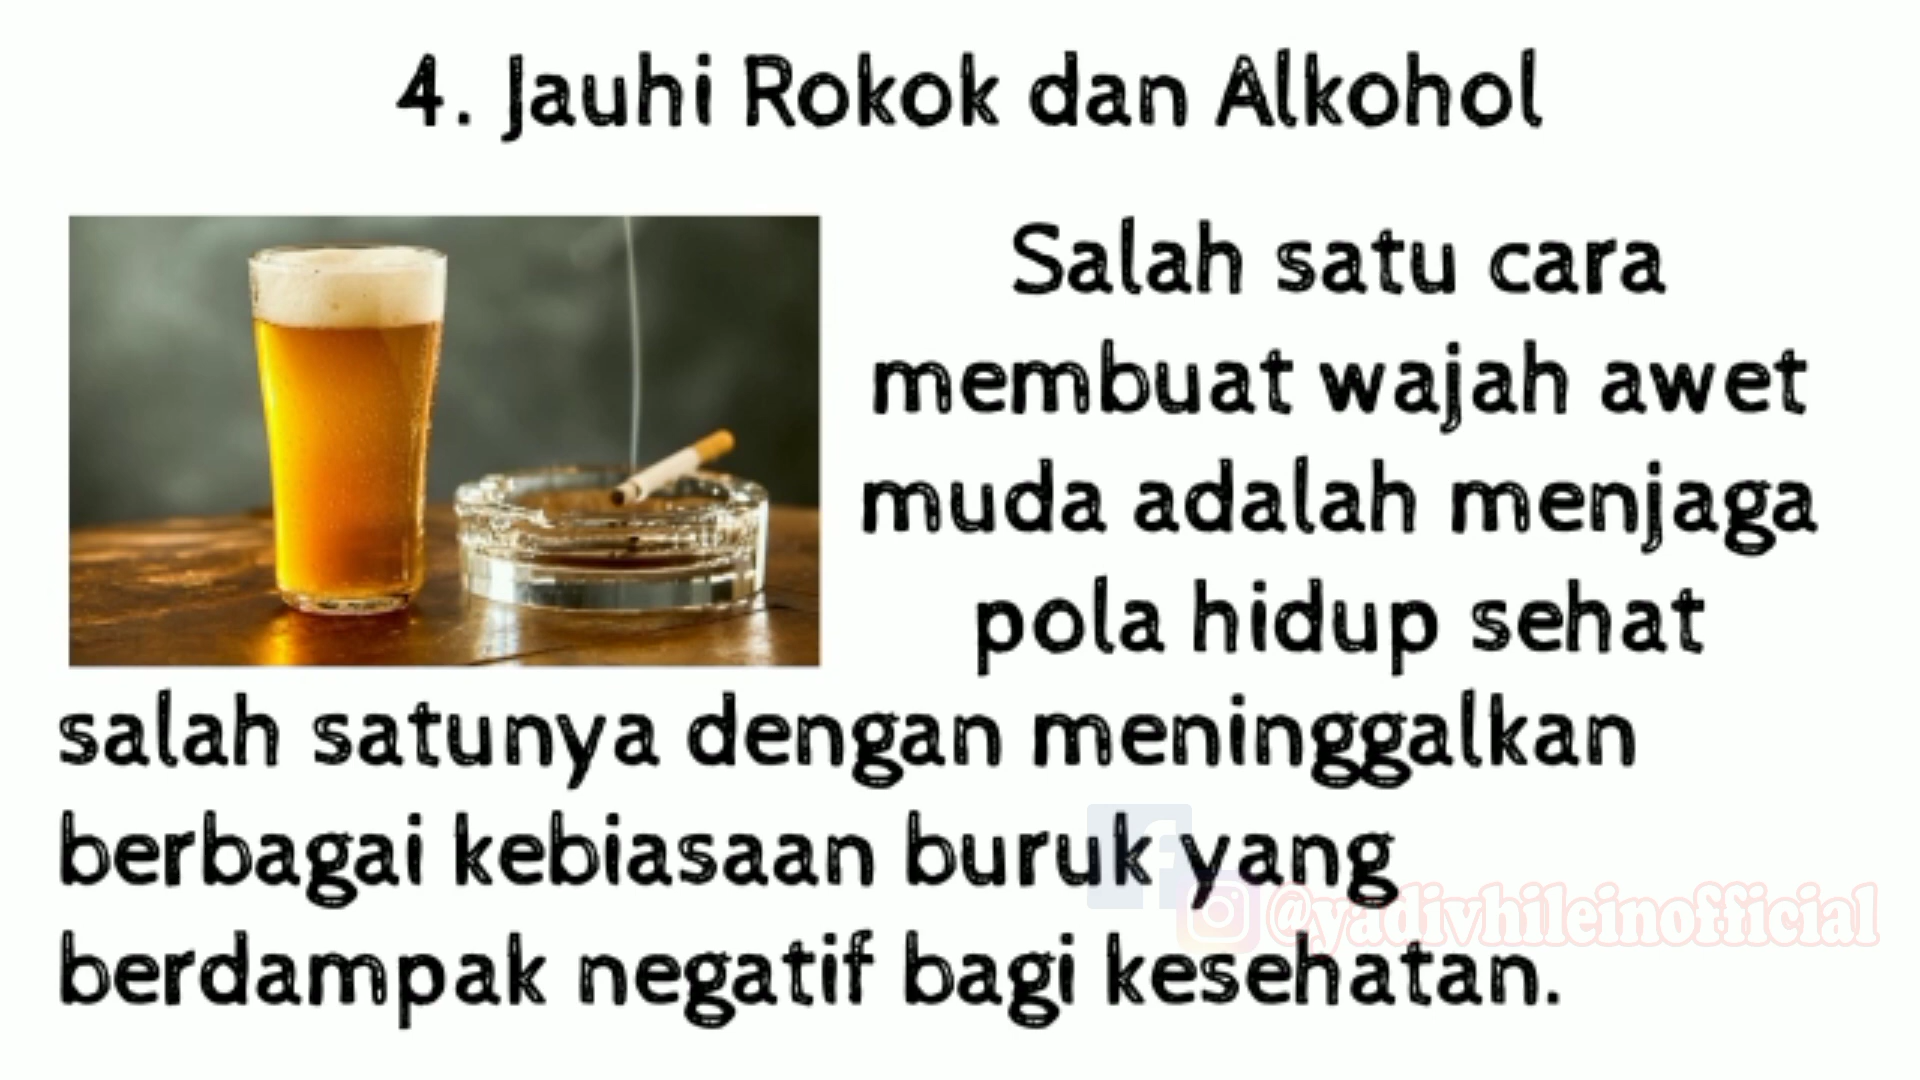 4. Jauhi Rokok dan Alkohol
Salah satu cara
membuat wajah awet
muda adalah menjaga
pola hidup sehat
salah satunya dengan meninggalkan
berbagai kebiasaan buruk yang
@yadivhileinofficial
berdampak negatif bagi kesehatan.